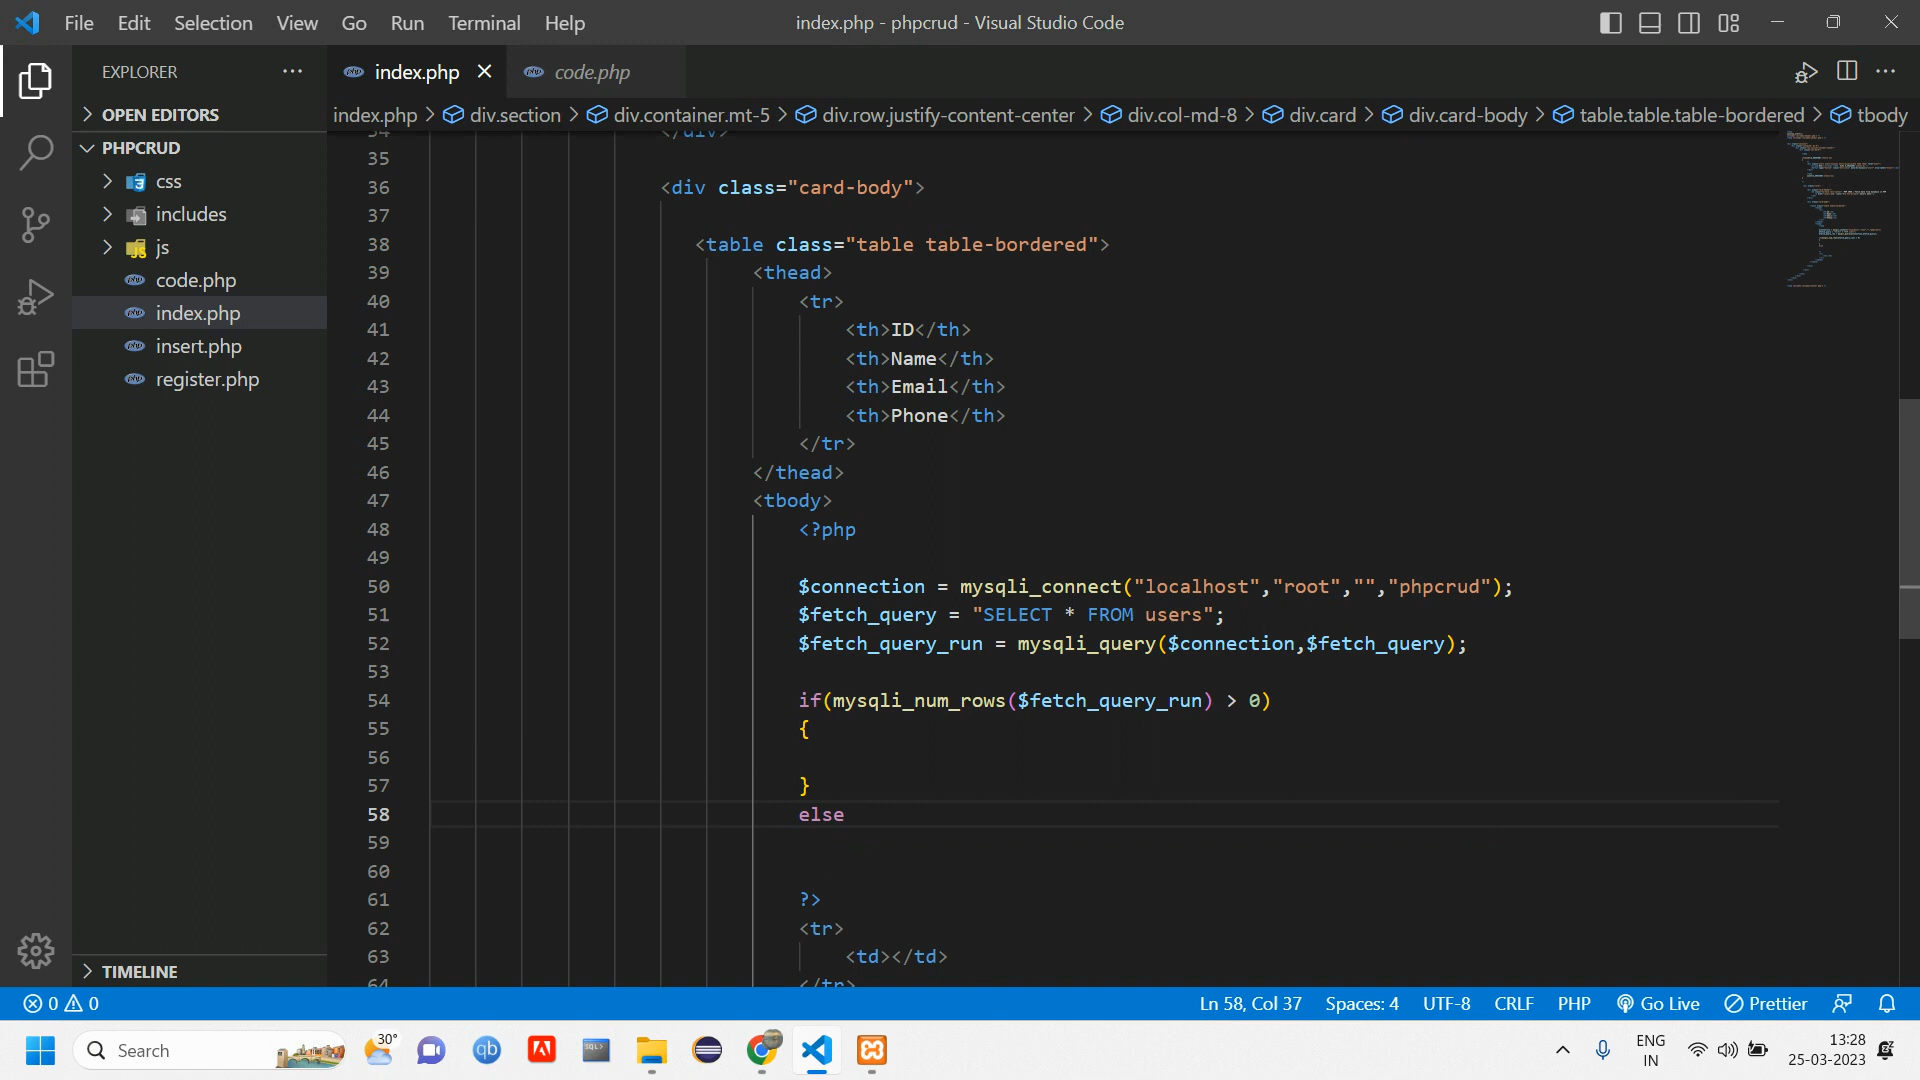 File Edit Selection View Go Run Terminal Help
index.php - phpcrud - Visual Studio Code
EXPLORER
index.php
code.php
OPEN EDITORS
index.php > div.section > div.container.mt-5 > div.row.justify-content-center > div.col-md-8 > div.card > div.card-body > table.table.table-bordered > tbody
PHPCRUD
css
includes
js
code.php
index.php
insert.php
register.php
TIMELINE
34 </div>
35
36 <div class="card-body">
37
38 <table class="table table-bordered">
39 <thead>
40 <tr>
41 <th>ID</th>
42 <th>Name</th>
43 <th>Email</th>
44 <th>Phone</th>
45 </tr>
46 </thead>
47 <tbody>
48 <?php
49
50 $connection = mysqli_connect("localhost","root","","phpcrud");
51 $fetch_query = "SELECT * FROM users";
52 $fetch_query_run = mysqli_query($connection,$fetch_query);
53
54 if(mysqli_num_rows($fetch_query_run) > 0)
55 {
56
57 }
58 else
59
60
61 ?>
62 <tr>
63 <td></td>
64 </tr>
0 0
Ln 58, Col 37 Spaces: 4 UTF-8 CRLF PHP Go Live Prettier
Search
30°
qb
SQL>
ENG
IN
13:28
25-03-2023